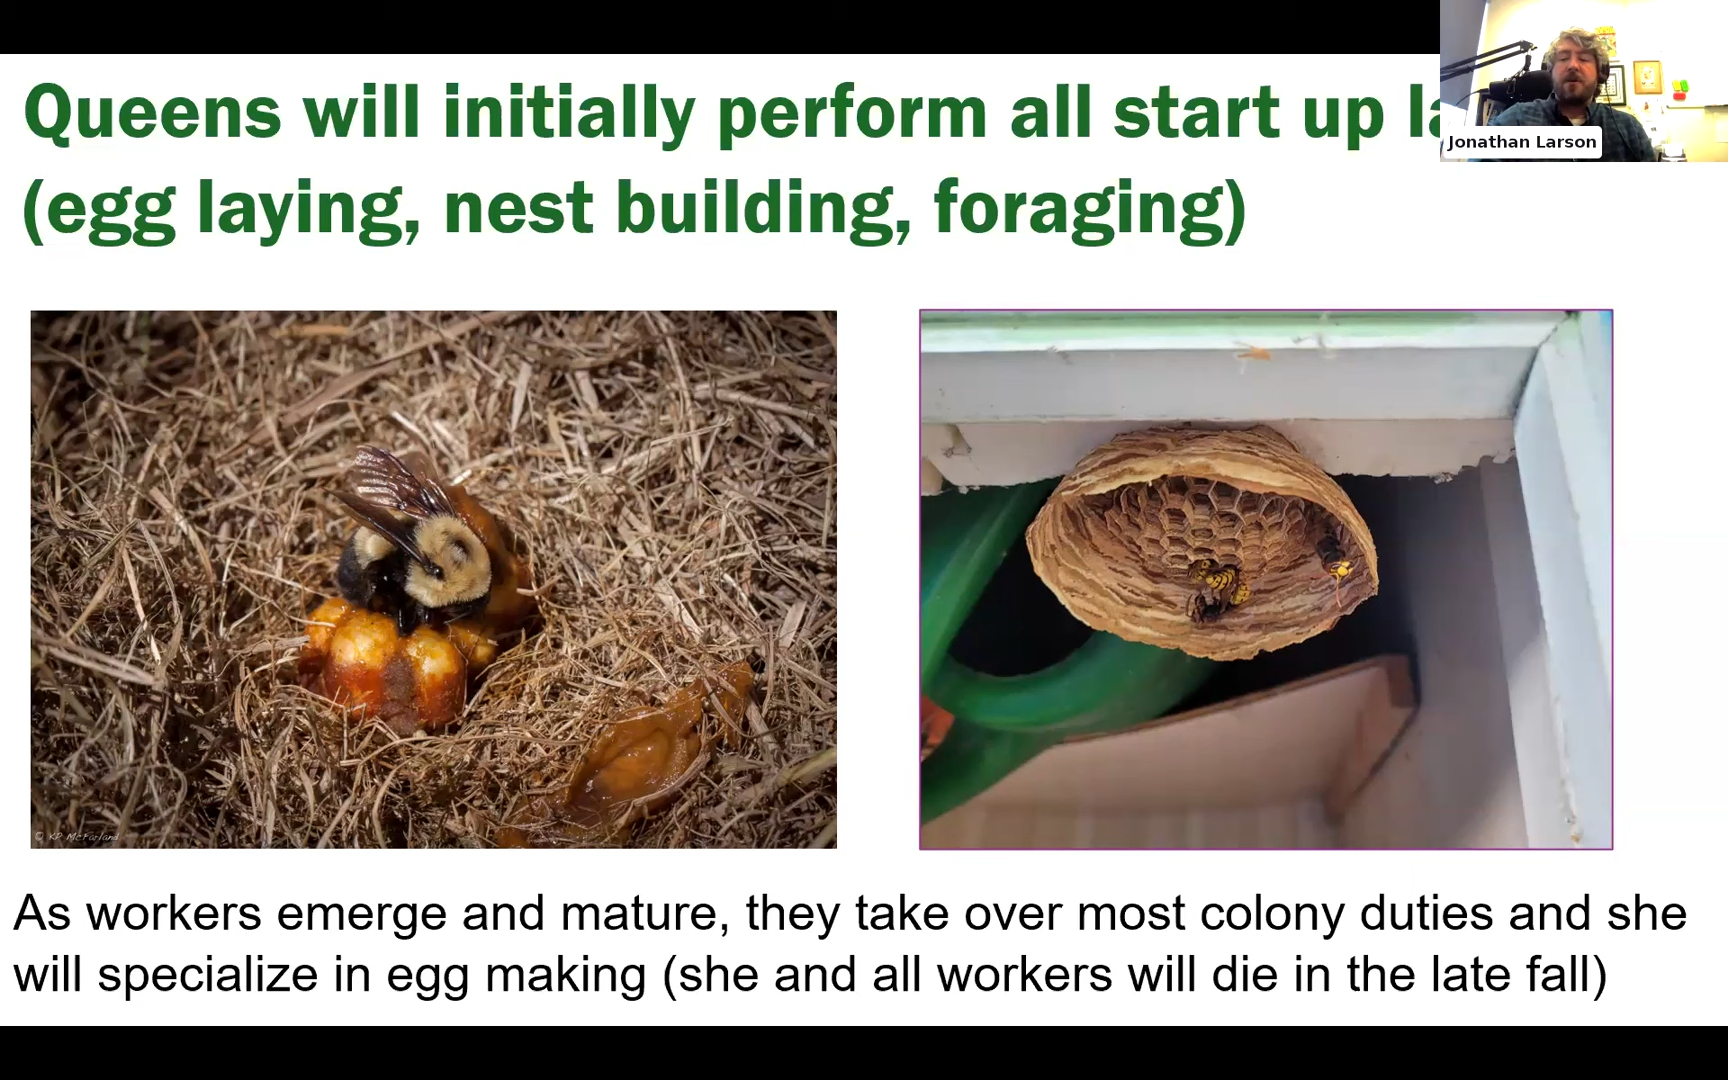 Queens will initially perform all start up
(egg laying, nest building, foraging)
Jonathan Larson
© KP McFarland
As workers emerge and mature, they take over most colony duties and she
will specialize in egg making (she and all workers will die in the late fall)